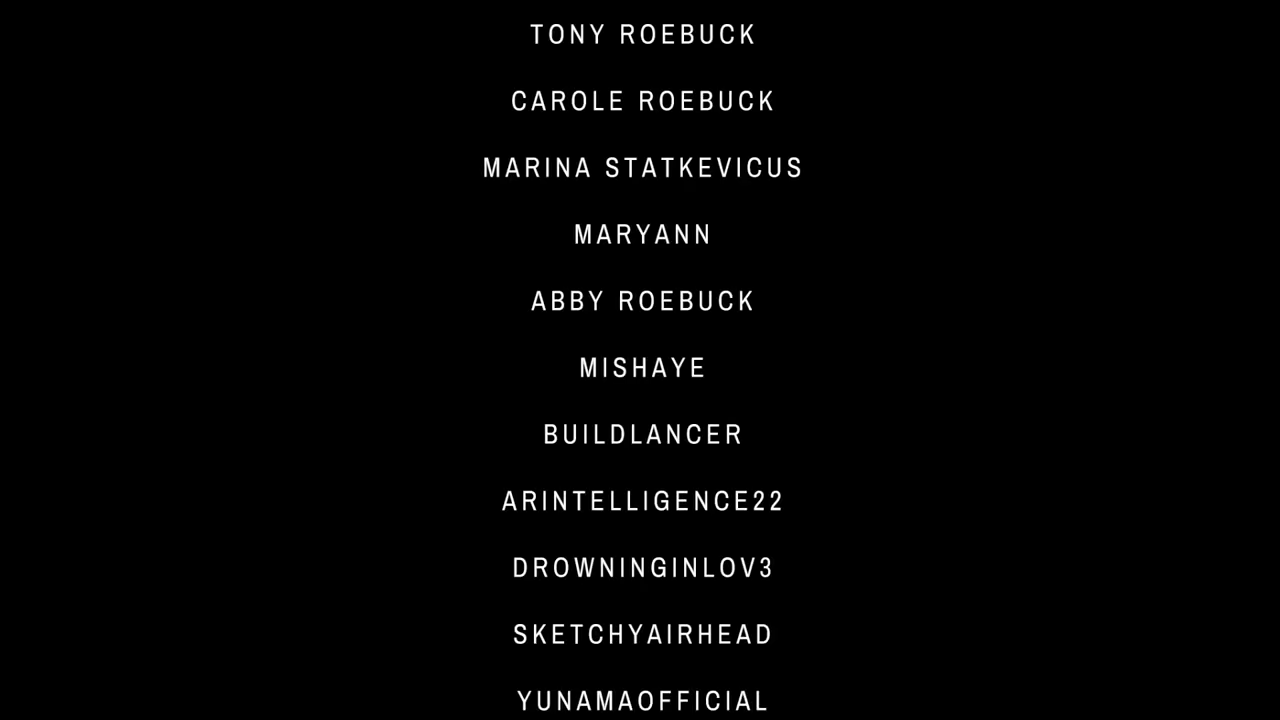 TONY ROEBUCK
CAROLE ROEBUCK
MARINA STATKEVICUS
MARYANN
ABBY ROEBUCK
MISHAYE
BUILDLANCER
ARINTELLIGENCE22
DROWNINGINLOV3
SKETCHYAIRHEAD
YUNAMAOFFICIAL